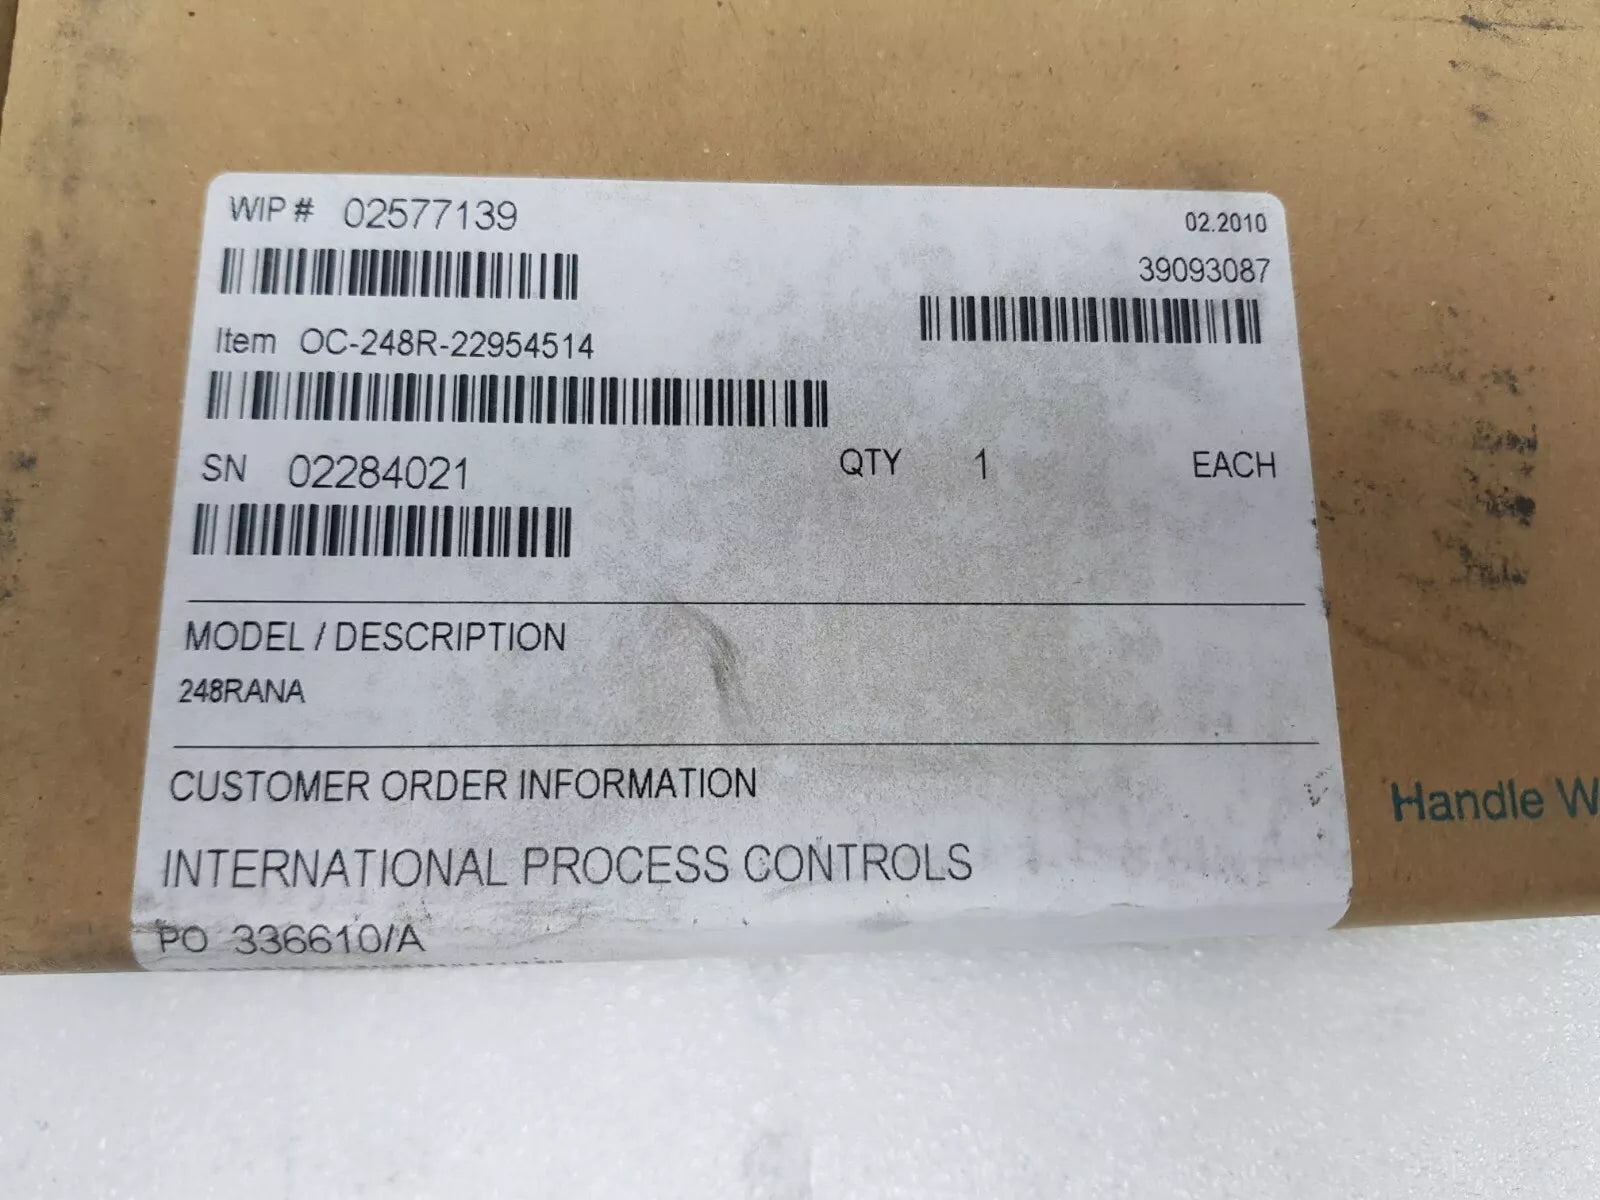 WIP # 02577139
02.2010
39093087
Item OC-248R-22954514
SN 02284021
QTY 1 EACH
MODEL / DESCRIPTION
248RANA
CUSTOMER ORDER INFORMATION
Handle W
INTERNATIONAL PROCESS CONTROLS
PO 336610/A